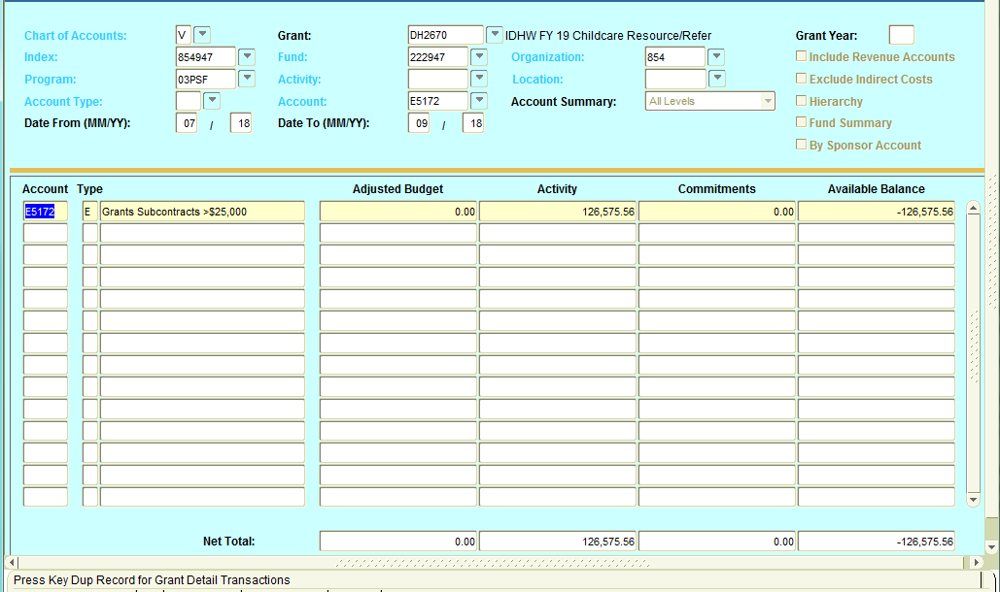 Chart of Accounts: V Grant: DH2670 IDHW FY 19 Childcare Resource/Refer Grant Year:
Index: 854947 Fund: 222947 Organization: 854 Include Revenue Accounts
Program: 03PSF Activity: Location: Exclude Indirect Costs
Account Type: Account: E5172 Account Summary: All Levels Hierarchy
Date From (MM/YY): 07 / 18 Date To (MM/YY): 09 / 18 Fund Summary
By Sponsor Account
Account Type Adjusted Budget Activity Commitments Available Balance
E5172 E Grants Subcontracts >$25,000 0.00 126,575.56 0.00 -126,575.56
Net Total: 0.00 126,575.56 0.00 -126,575.56
Press Key Dup Record for Grant Detail Transactions